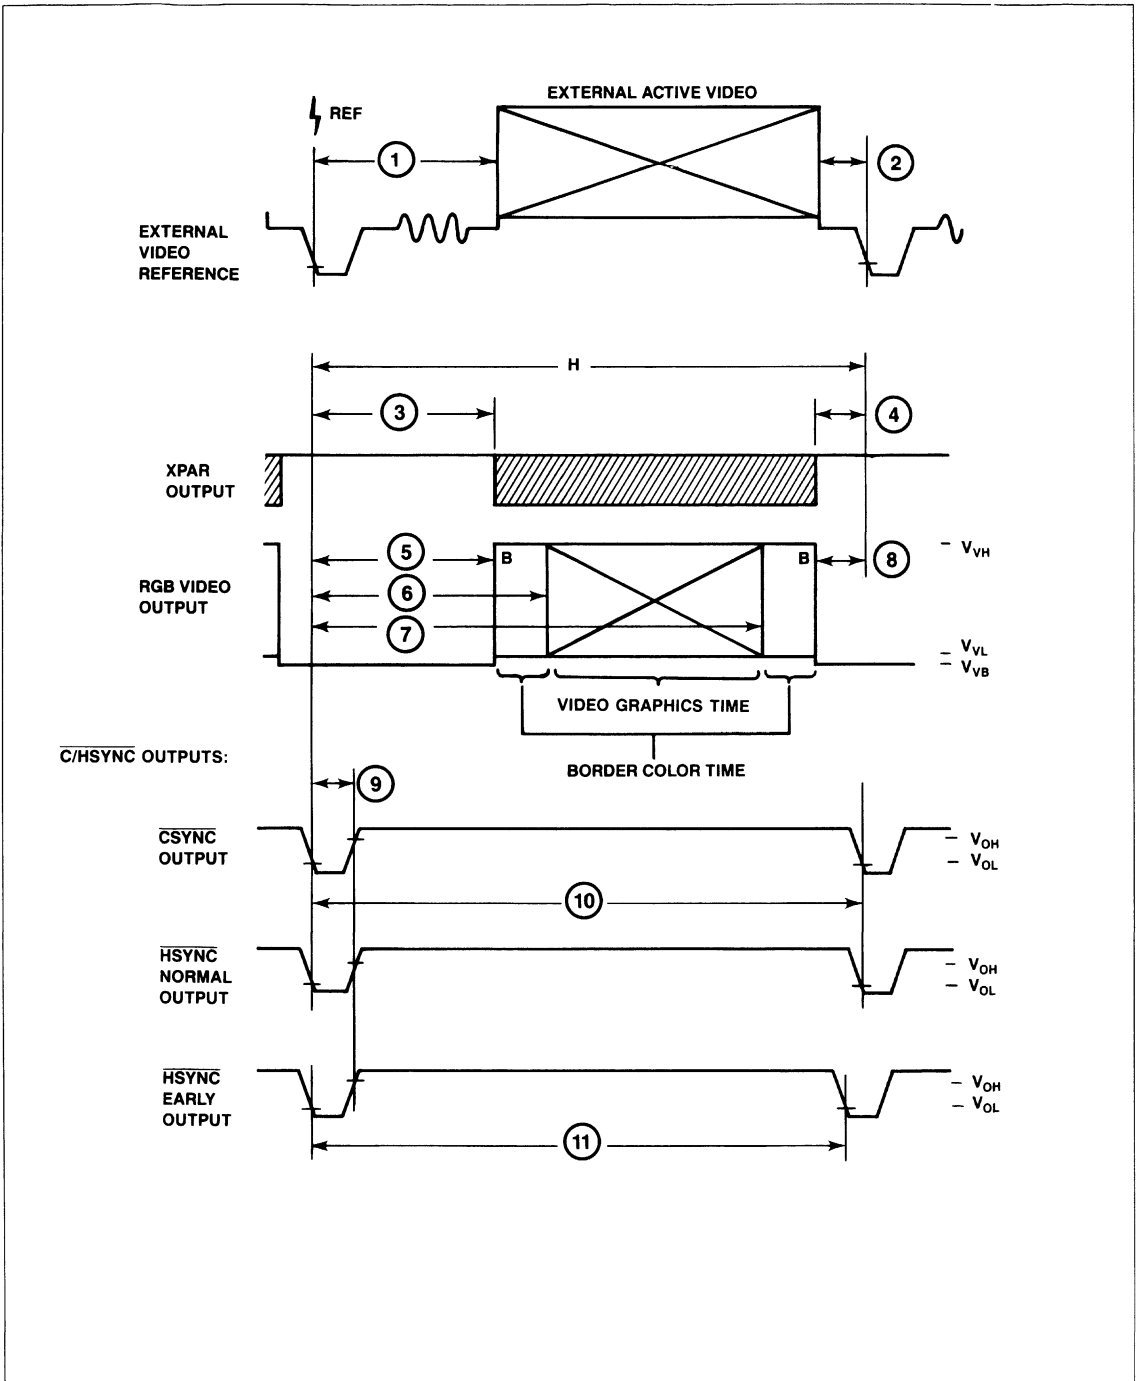 EXTERNAL ACTIVE VIDEO
REF
1
2
EXTERNAL
VIDEO
REFERENCE
H
3
4
XPAR
OUTPUT
5
B
B
8
VVH
RGB VIDEO
OUTPUT
6
7
VVL
VVB
VIDEO GRAPHICS TIME
BORDER COLOR TIME
C/HSYNC OUTPUTS:
9
CSYNC
OUTPUT
VOH
VOL
10
HSYNC
NORMAL
OUTPUT
VOH
VOL
HSYNC
EARLY
OUTPUT
VOH
VOL
11